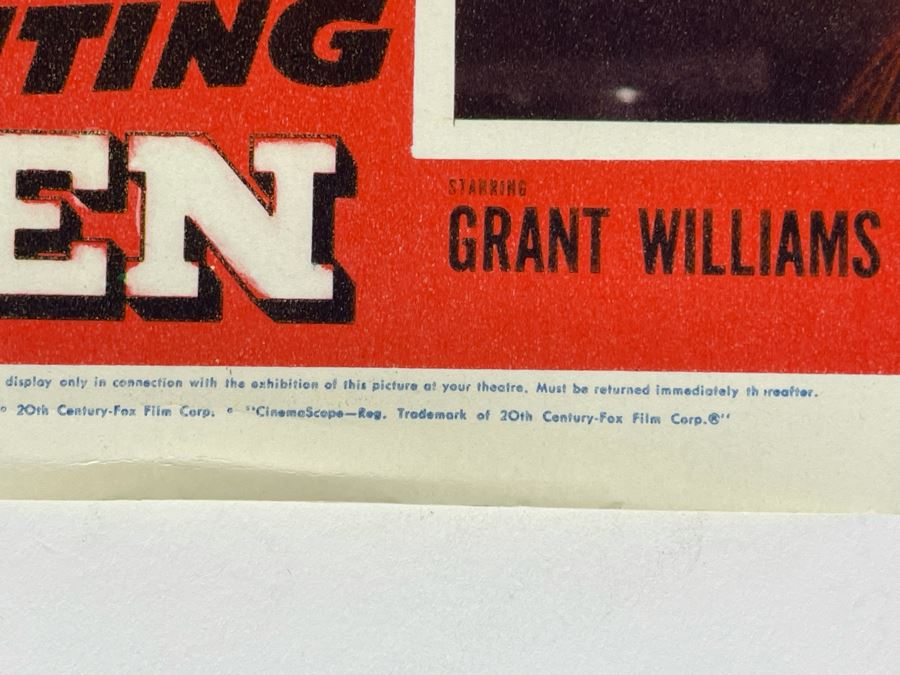 TING
EN
STARRING
GRANT WILLIAMS
display only in connection with the exhibition of this picture at your theatre. Must be returned immediately th reafter.
20th Century-Fox Film Corp. ° "CinemaScope—Reg. Trademark of 20th Century-Fox Film Corp.®"